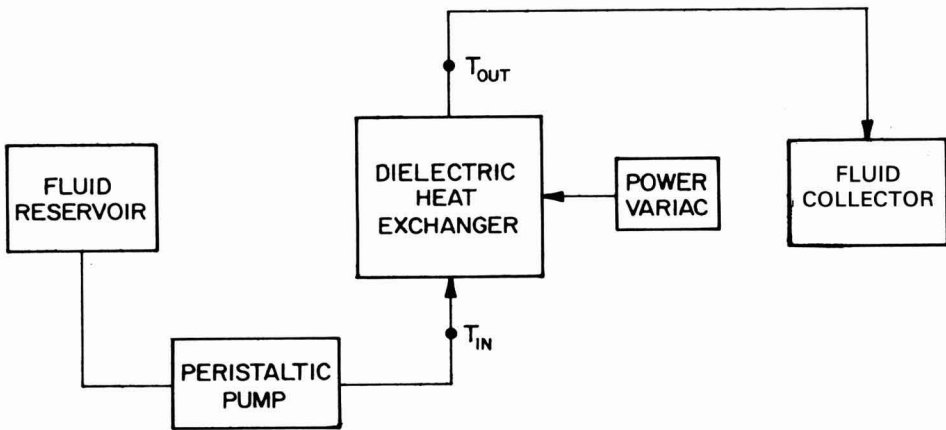 T_OUT
FLUID
RESERVOIR
DIELECTRIC
HEAT
EXCHANGER
POWER
VARIAC
FLUID
COLLECTOR
T_IN
PERISTALTIC
PUMP